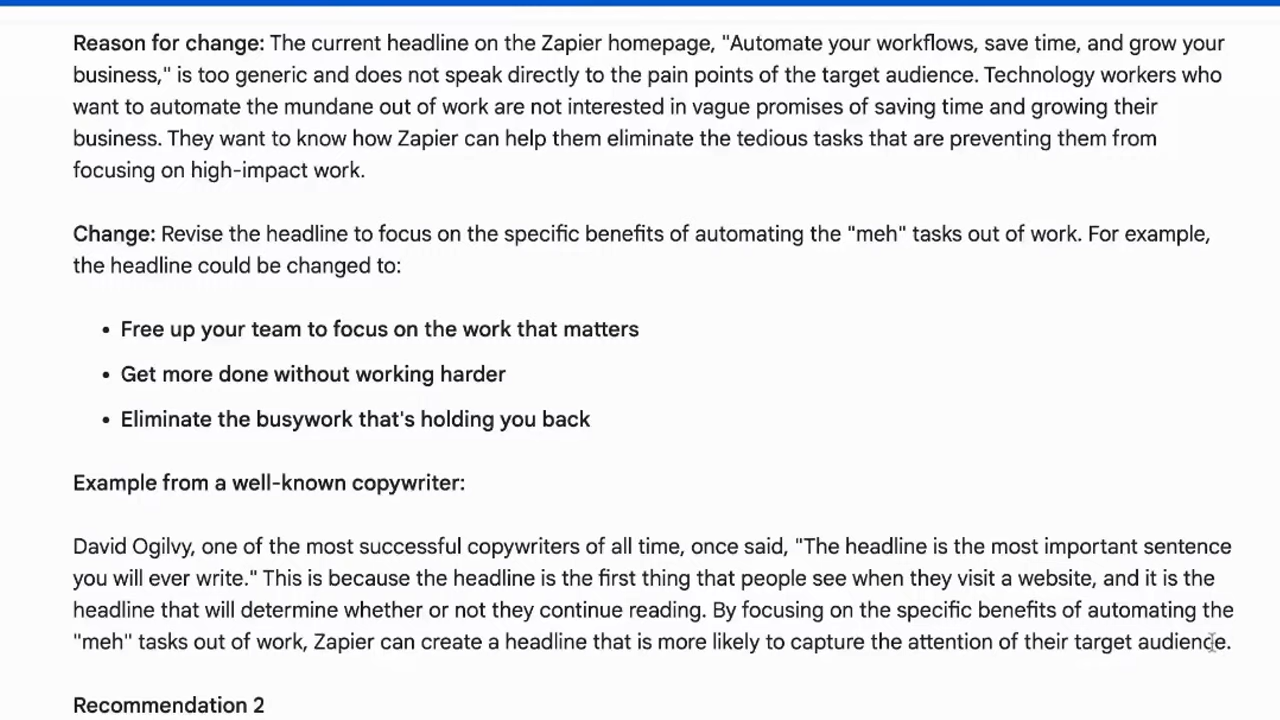 Reason for change: The current headline on the Zapier homepage, "Automate your workflows, save time, and grow your
business," is too generic and does not speak directly to the pain points of the target audience. Technology workers who
want to automate the mundane out of work are not interested in vague promises of saving time and growing their
business. They want to know how Zapier can help them eliminate the tedious tasks that are preventing them from
focusing on high-impact work.
Change: Revise the headline to focus on the specific benefits of automating the "meh" tasks out of work. For example,
the headline could be changed to:
• Free up your team to focus on the work that matters
• Get more done without working harder
• Eliminate the busywork that's holding you back
Example from a well-known copywriter:
David Ogilvy, one of the most successful copywriters of all time, once said, "The headline is the most important sentence
you will ever write." This is because the headline is the first thing that people see when they visit a website, and it is the
headline that will determine whether or not they continue reading. By focusing on the specific benefits of automating the
"meh" tasks out of work, Zapier can create a headline that is more likely to capture the attention of their target audience.
Recommendation 2